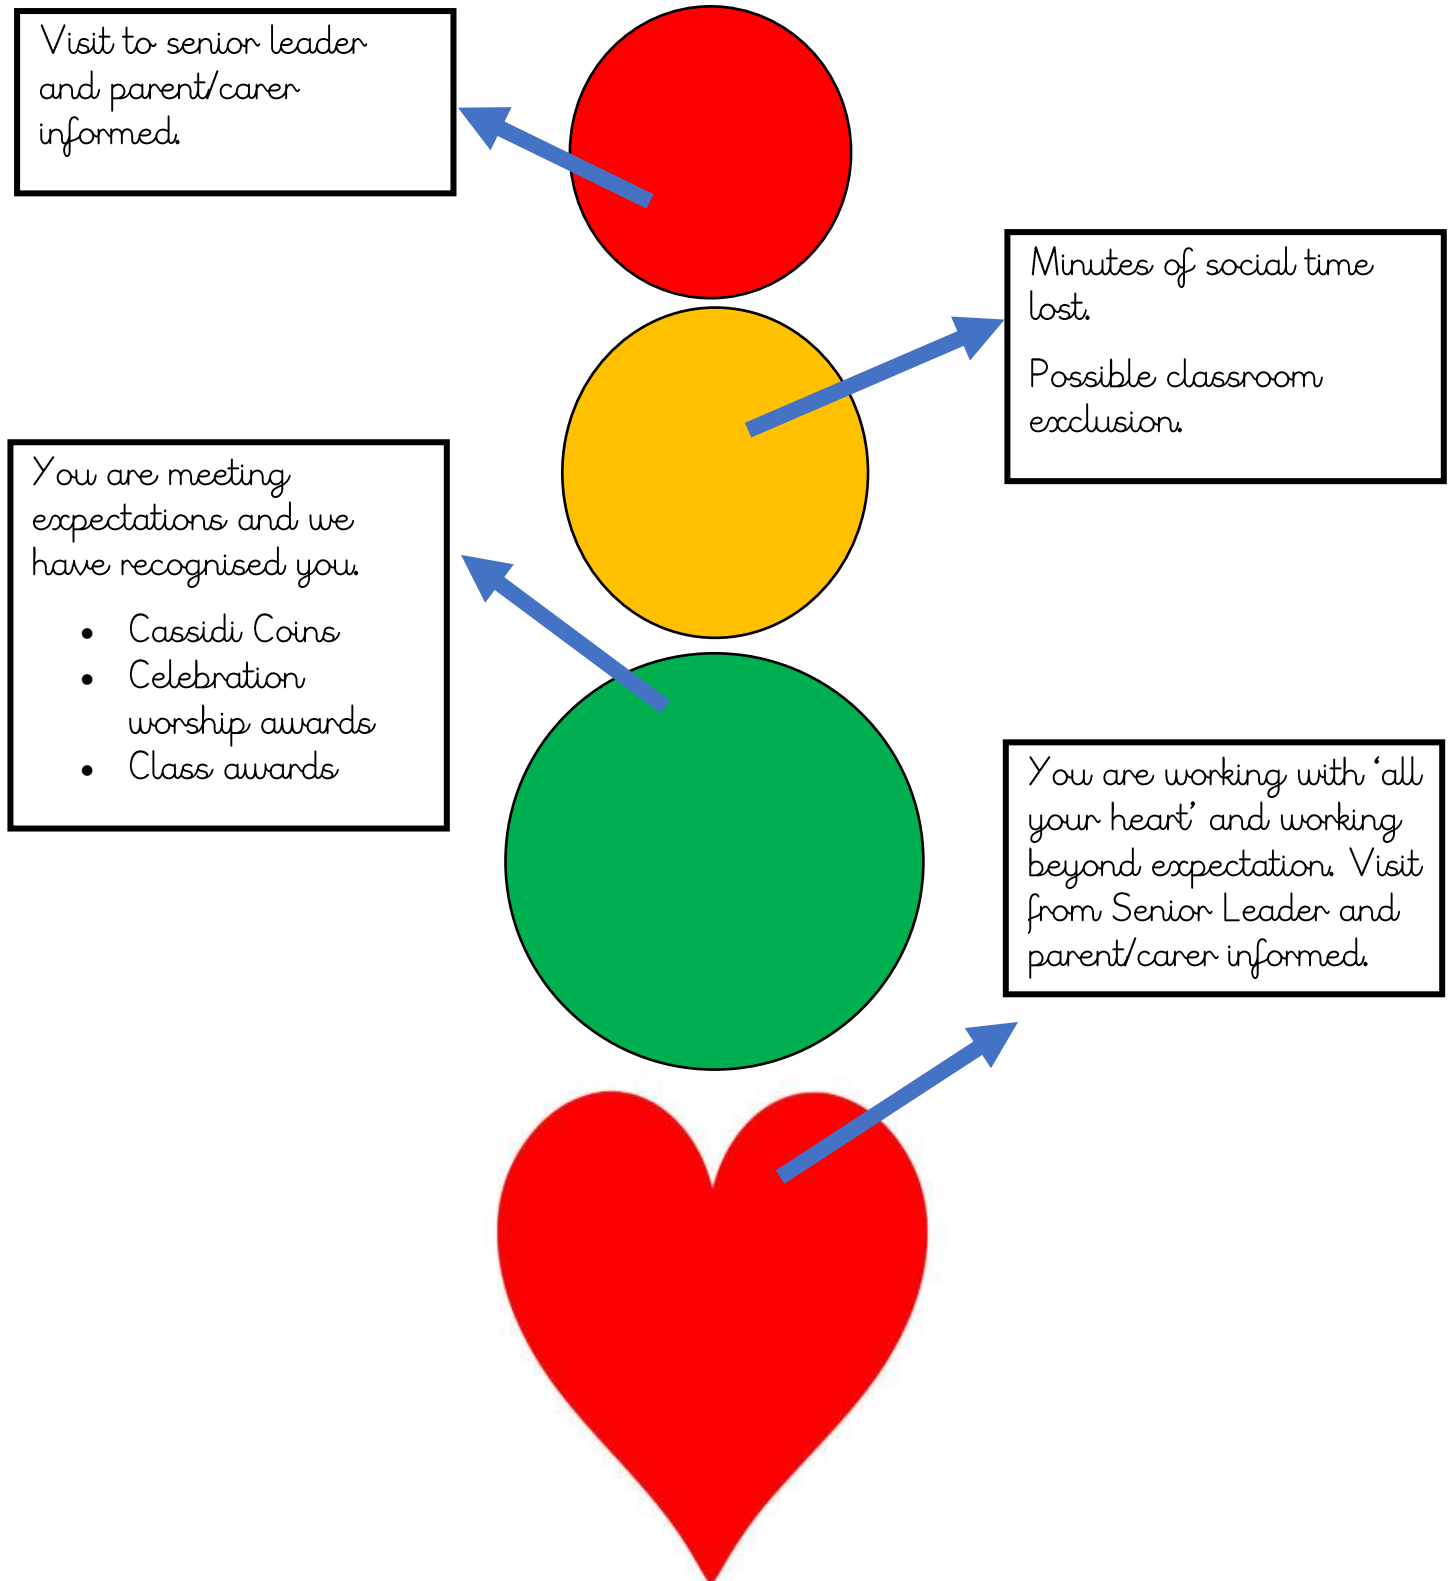 Visit to senior leader
and parent/carer
informed.
Minutes of social time
lost.
Possible classroom
exclusion.
You are meeting
expectations and we
have recognised you.
• Cassidi Coins
• Celebration
worship awards
• Class awards
You are working with ‘all
your heart’ and working
beyond expectation. Visit
from Senior Leader and
parent/carer informed.